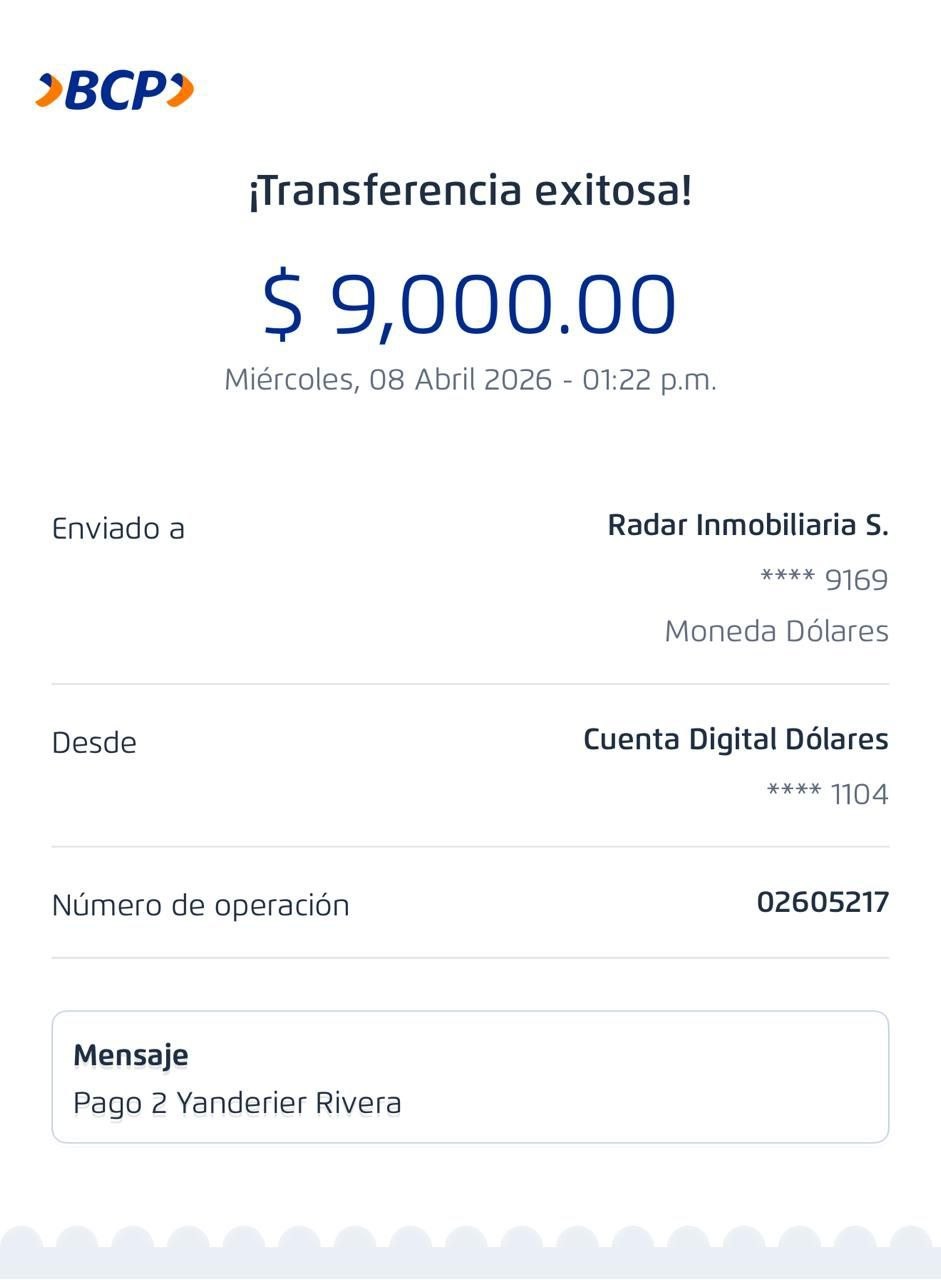 BCP
¡Transferencia exitosa!
$ 9,000.00
Miércoles, 08 Abril 2026 - 01:22 p.m.
Enviado a
Radar Inmobiliaria S.
**** 9169
Moneda Dólares
Desde
Cuenta Digital Dólares
**** 1104
Número de operación
02605217
Mensaje
Pago 2 Yanderier Rivera